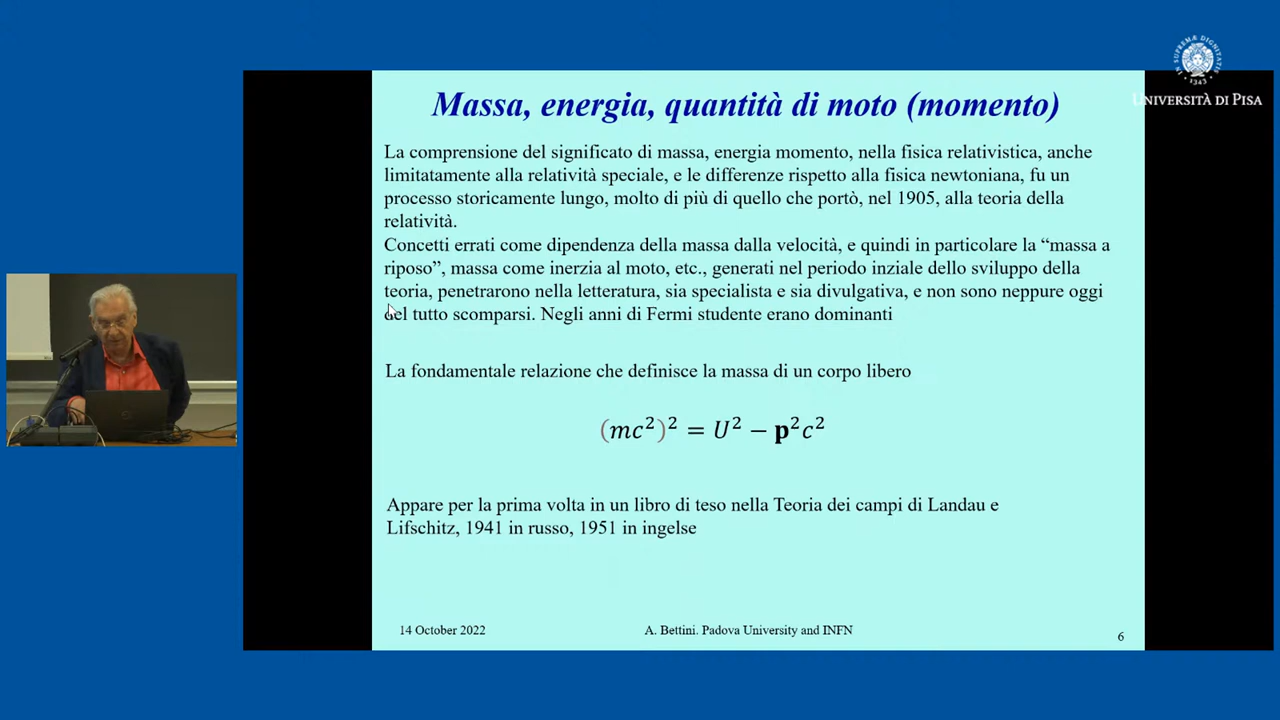 Massa, energia, quantità di moto (momento)
La comprensione del significato di massa, energia momento, nella fisica relativistica, anche
limitatamente alla relatività speciale, e le differenze rispetto alla fisica newtoniana, fu un
processo storicamente lungo, molto di più di quello che portò, nel 1905, alla teoria della
relatività.
Concetti errati come dipendenza della massa dalla velocità, e quindi in particolare la “massa a
riposo”, massa come inerzia al moto, etc., generati nel periodo inziale dello sviluppo della
teoria, penetrarono nella letteratura, sia specialista e sia divulgativa, e non sono neppure oggi
del tutto scomparsi. Negli anni di Fermi studente erano dominanti
La fondamentale relazione che definisce la massa di un corpo libero
(mc²)² = U² − p²c²
Appare per la prima volta in un libro di teso nella Teoria dei campi di Landau e
Lifschitz, 1941 in russo, 1951 in ingelse
14 October 2022
A. Bettini. Padova University and INFN
6
IN SUPREMÆ DIGNITATIS
1343
UNIVERSITÀ DI PISA